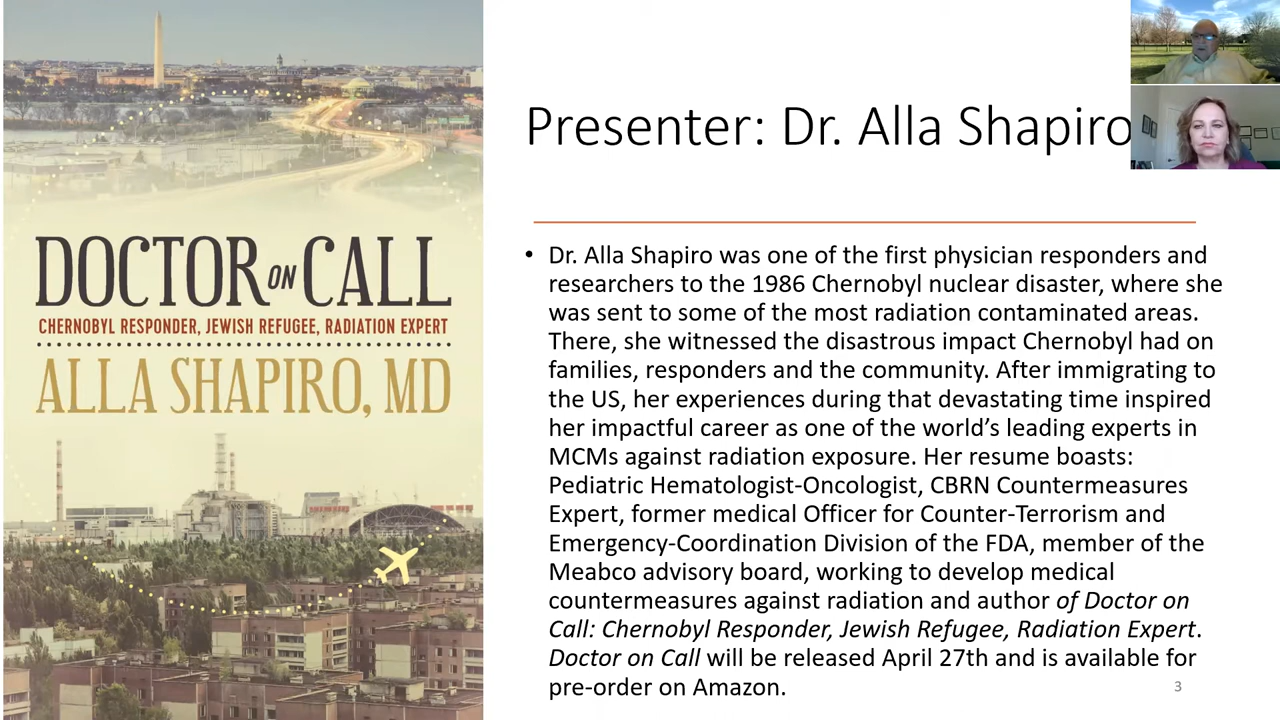 DOCTOR ON CALL
CHERNOBYL RESPONDER, JEWISH REFUGEE, RADIATION EXPERT
ALLA SHAPIRO, MD
Presenter: Dr. Alla Shapiro
• Dr. Alla Shapiro was one of the first physician responders and
researchers to the 1986 Chernobyl nuclear disaster, where she
was sent to some of the most radiation contaminated areas.
There, she witnessed the disastrous impact Chernobyl had on
families, responders and the community. After immigrating to
the US, her experiences during that devastating time inspired
her impactful career as one of the world’s leading experts in
MCMs against radiation exposure. Her resume boasts:
Pediatric Hematologist-Oncologist, CBRN Countermeasures
Expert, former medical Officer for Counter-Terrorism and
Emergency-Coordination Division of the FDA, member of the
Meabco advisory board, working to develop medical
countermeasures against radiation and author of Doctor on
Call: Chernobyl Responder, Jewish Refugee, Radiation Expert.
Doctor on Call will be released April 27th and is available for
pre-order on Amazon.
3